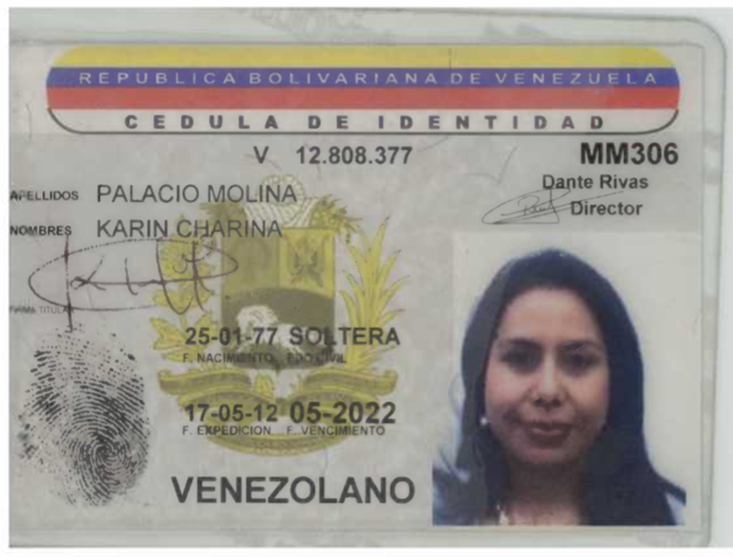 REPUBLICA BOLIVARIANA DE VENEZUELA
CEDULA DE IDENTIDAD
V 12.808.377 MM306
Dante Rivas
Director
APELLIDOS PALACIO MOLINA
NOMBRES KARIN CHARINA
FIRMA TITULAR
25-01-77 SOLTERA
F. NACIMIENTO EDO CIVIL
17-05-12 05-2022
F. EXPEDICION F. VENCIMIENTO
VENEZOLANO